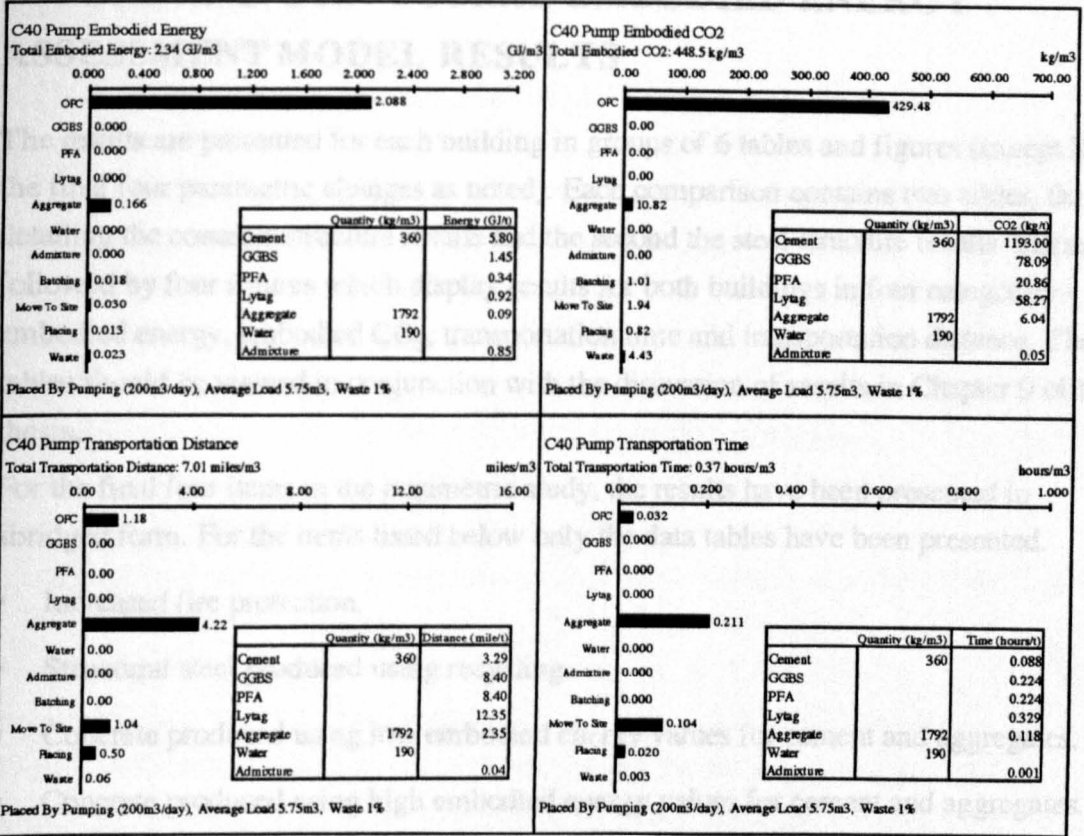 C40 Pump Embodied Energy
Total Embodied Energy: 2.34 GJ/m3 GJ/m3
0.000 0.400 0.800 1.200 1.600 2.000 2.400 2.800 3.200
OPC 2.088
GGBS 0.000
PFA 0.000
Lytag 0.000
Aggregate 0.166
Water 0.000
Admixture 0.000
Batching
Move To Site
Placing 0.013
Waste 0.023
Quantity (kg/m3) Energy (GJ/t)
Cement 360 5.80
GGBS 1.45
PFA 0.34
Lytag 0.92
Aggregate 1792 0.09
Water 190
Admixture 0.85
Placed By Pumping (200m3/day), Average Load 5.75m3, Waste 1%
C40 Pump Embodied CO2
Total Embodied CO2: 448.5 kg/m3 kg/m3
0.00 100.00 200.00 300.00 400.00 500.00 600.00 700.00
OPC 429.48
GGBS 0.00
PFA 0.00
Lytag 0.00
Aggregate 10.82
Water 0.00
Admixture 0.00
Batching
Move To Site 1.94
Placing 0.82
Waste 4.43
Quantity (kg/m3) CO2 (kg/t)
Cement 360 1193.00
GGBS 78.09
PFA 20.86
Lytag 58.27
Aggregate 1792 6.04
Water 190
Admixture 0.05
Placed By Pumping (200m3/day), Average Load 5.75m3, Waste 1%
C40 Pump Transportation Distance
Total Transportation Distance: 7.01 miles/m3 miles/m3
0.00 4.00 8.00 12.00 16.00
OPC 1.18
GGBS 0.00
PFA 0.00
Lytag 0.00
Aggregate 4.22
Water 0.00
Admixture 0.00
Batching 0.00
Move To Site 1.04
Placing
Waste 0.06
Quantity (kg/m3) Distance (mile/t)
Cement 360 3.29
GGBS 8.40
PFA 8.40
Lytag 12.35
Aggregate 1792 2.35
Water 190
Admixture 0.04
Placed By Pumping (200m3/day), Average Load 5.75m3, Waste 1%
C40 Pump Transportation Time
Total Transportation Time: 0.37 hours/m3 hours/m3
0.000 0.200 0.400 0.600 0.800 1.000
OPC 0.032
GGBS 0.000
PFA 0.000
Lytag 0.000
Aggregate 0.211
Water 0.000
Admixture 0.000
Batching 0.000
Move To Site 0.104
Placing 0.020
Waste 0.003
Quantity (kg/m3) Time (hours/t)
Cement 360 0.088
GGBS 0.224
PFA 0.224
Lytag 0.329
Aggregate 1792 0.118
Water 190
Admixture 0.001
Placed By Pumping (200m3/day), Average Load 5.75m3, Waste 1%